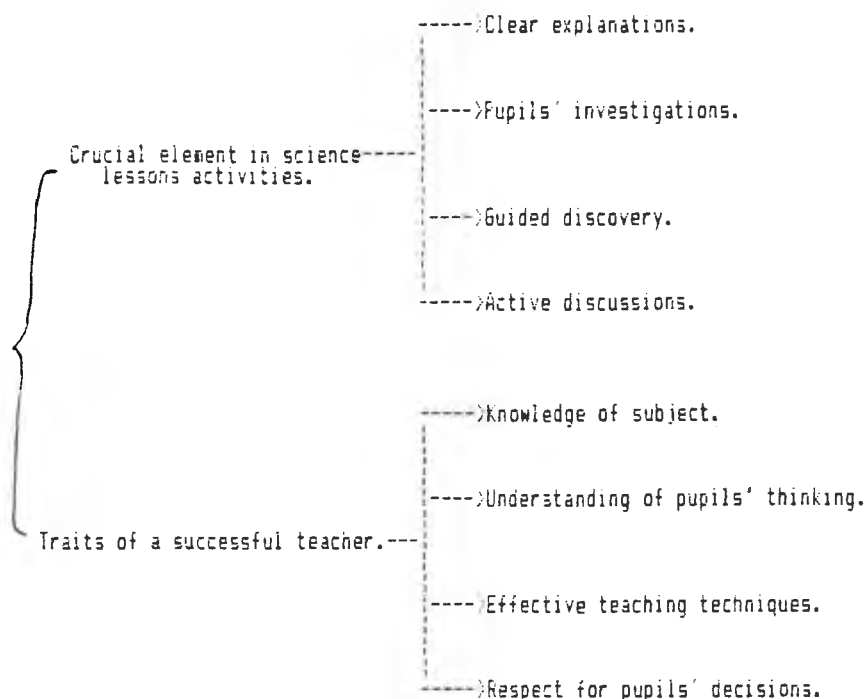 Clear explanations.
Pupils' investigations.
Crucial element in science
lessons activities.
Guided discovery.
Active discussions.
Knowledge of subject.
Understanding of pupils' thinking.
Traits of a successful teacher.
Effective teaching techniques.
Respect for pupils' decisions.